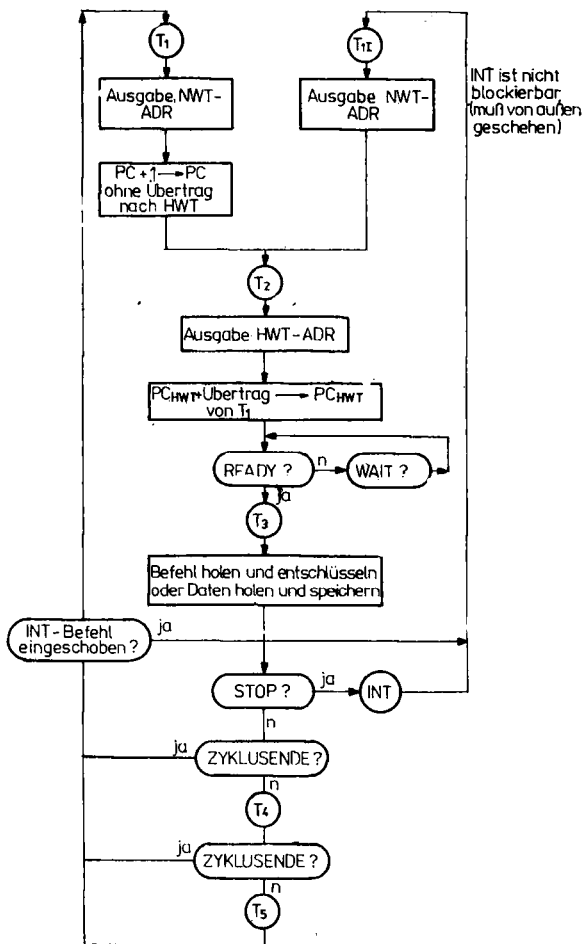 T1
T1I
Ausgabe NWT-
ADR
Ausgabe NWT-
ADR
INT ist nicht
blockierbar
(muß von außen
geschehen)
PC + 1 → PC
ohne Übertrag
nach HWT
T2
Ausgabe HWT-ADR
PCHWT+Übertrag → PCHWT
von T1
READY ?
n
WAIT ?
ja
T3
Befehl holen und entschlüsseln
oder Daten holen und speichern
INT-Befehl
eingeschoben ?
ja
STOP ?
ja
INT
n
ja
ZYKLUSENDE ?
n
T4
ja
ZYKLUSENDE ?
n
T5